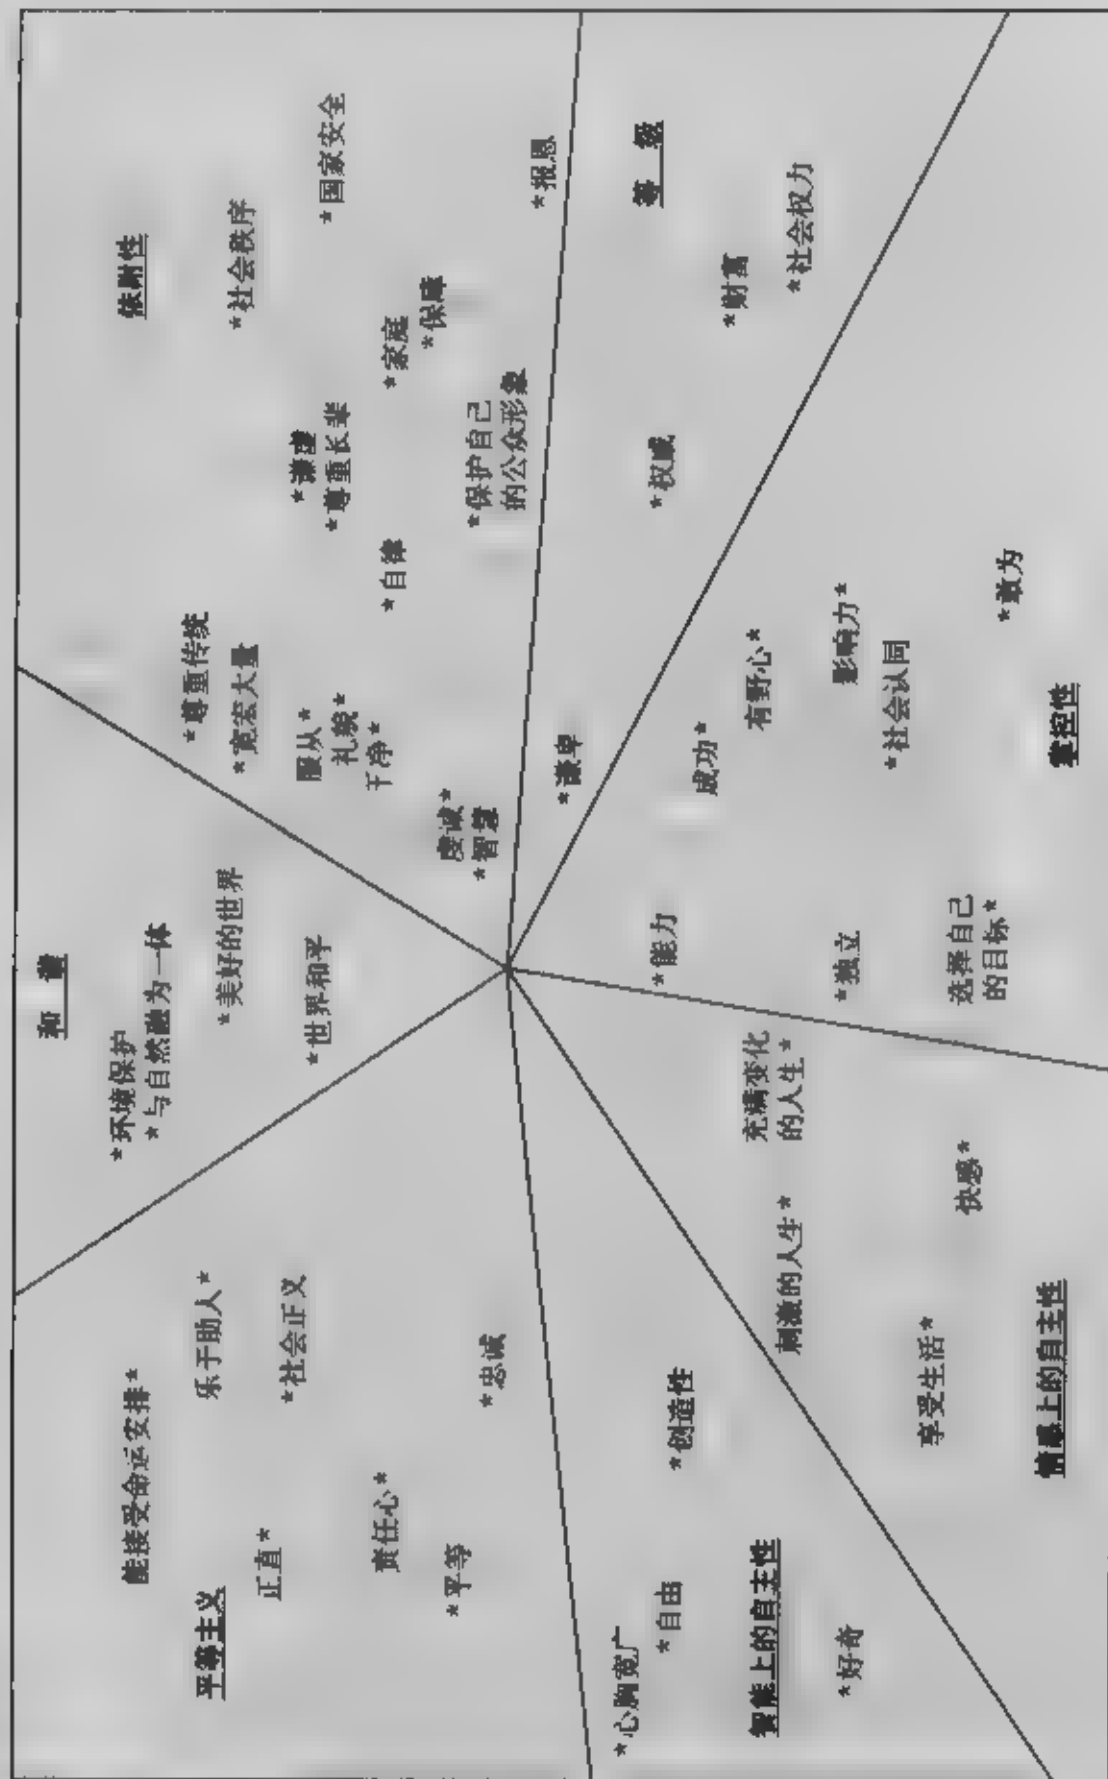 和 谐
*环境保护
*与自然融为一体
*美好的世界
*世界和平
依附性
*社会秩序
*国家安全
*谦虚
*尊重长辈
*家庭
*保障
*自律
*保护自己
的公众形象
*报恩
*尊重传统
*宽宏大量
服从*
礼貌*
干净*
虔诚*
*智慧
等 级
*财富
*社会权力
*权威
*谦卑
有野心*
影响力*
成功*
*社会认同
*敢为
掌控性
*能力
*独立
选择自己
的目标*
充满变化
的人生*
快感*
刺激的人生*
享受生活*
情感上的自主性
*创造性
*自由
*心胸宽广
智能上的自主性
*好奇
能接受命运安排*
乐于助人*
*社会正义
*忠诚
正直*
责任心*
*平等
平等主义